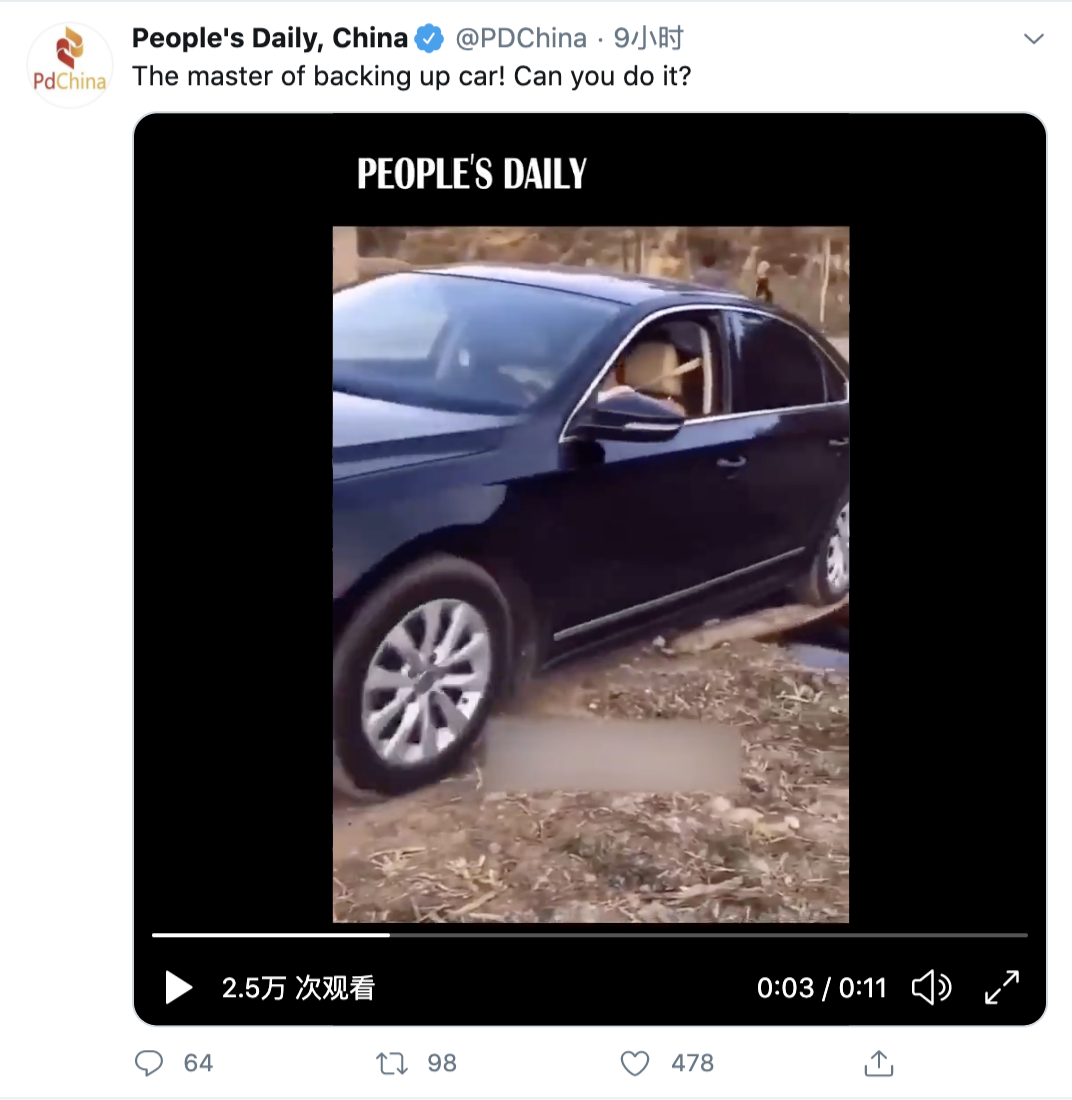 People's Daily, China @PDChina · 9小时
PdChina
The master of backing up car! Can you do it?
PEOPLE'S DAILY
2.5万 次观看
0:03 / 0:11
64
98
478